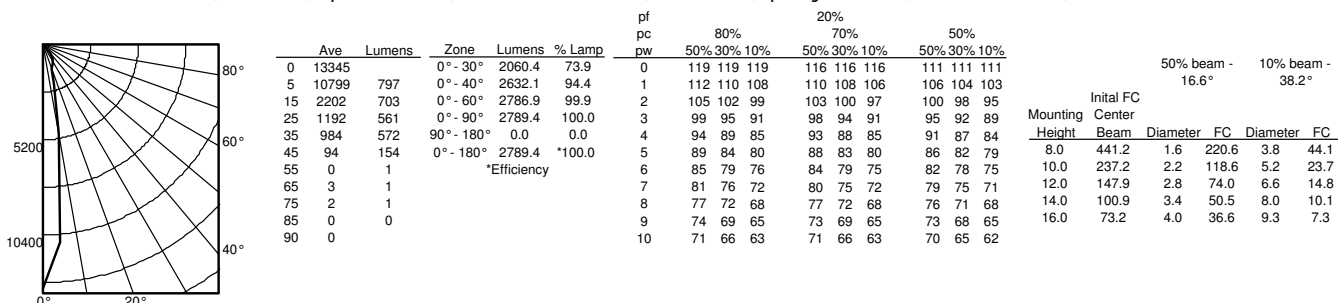 80°
60°
40°
20°
0°
5200
10400
Ave Lumens
0 13345
5 10799 797
15 2202 703
25 1192 561
35 984 572
45 94 154
55 0 1
65 3 1
75 2 1
85 0 0
90 0
Zone Lumens % Lamp
0° - 30° 2060.4 73.9
0° - 40° 2632.1 94.4
0° - 60° 2786.9 99.9
0° - 90° 2789.4 100.0
90° - 180° 0.0 0.0
0° - 180° 2789.4 *100.0
*Efficiency
pf 20%
pc 80% 70% 50%
pw 50% 30% 10% 50% 30% 10% 50% 30% 10%
0 119 119 119 116 116 116 111 111 111
1 112 110 108 110 108 106 106 104 103
2 105 102 99 103 100 97 100 98 95
3 99 95 91 98 94 91 95 92 89
4 94 89 85 93 88 85 91 87 84
5 89 84 80 88 83 80 86 82 79
6 85 79 76 84 79 75 82 78 75
7 81 76 72 80 75 72 79 75 71
8 77 72 68 77 72 68 76 71 68
9 74 69 65 73 69 65 73 68 65
10 71 66 63 71 66 63 70 65 62
50% beam - 10% beam -
16.6° 38.2°
Inital FC
Mounting Center
Height Beam Diameter FC Diameter FC
8.0 441.2 1.6 220.6 3.8 44.1
10.0 237.2 2.2 118.6 5.2 23.7
12.0 147.9 2.8 74.0 6.6 14.8
14.0 100.9 3.4 50.5 8.0 10.1
16.0 73.2 4.0 36.6 9.3 7.3